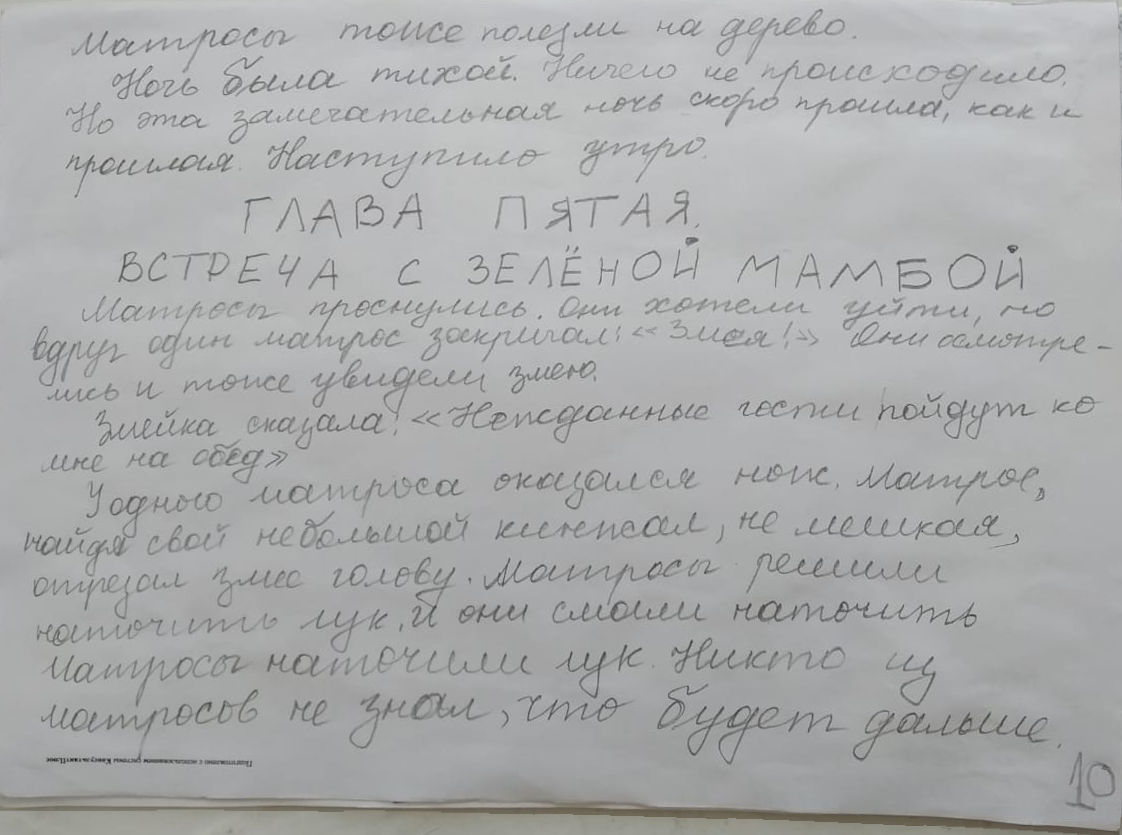 Матросы тоже полезли на дерево.
Ночь была тихой. Ничего не происходило.
Но эта замечательная ночь скоро прошла, как и
прошлая. Наступило утро.
ГЛАВА ПЯТАЯ.
ВСТРЕЧА С ЗЕЛЁНОЙ МАМБОЙ
Матросы проснулись. Они хотели уйти, но
вдруг один матрос закричал: «Змея!» Они осмотре-
лись и тоже увидели змею.
Змейка сказала: «Нежданные гости пойдут ко
мне на обед»
У одного матроса оказался нож. Матрос,
найдя свой небольшой кинжал, не мешкая,
отрезал змее голову. Матросы решили
наточить лук. И они смогли наточить
Матросы наточили лук. Никто из
матросов не знал, что будет дальше.
Подготовлено с использованием системы КонсультантПлюс
10